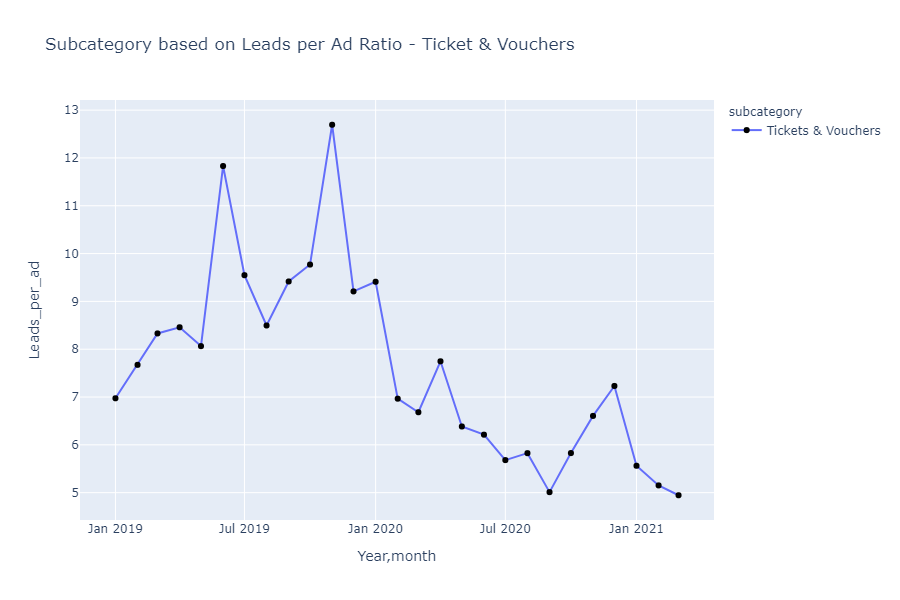 Subcategory based on Leads per Ad Ratio - Ticket & Vouchers
subcategory
Tickets & Vouchers
Leads_per_ad
13
12
11
10
9
8
7
6
5
Jan 2019
Jul 2019
Jan 2020
Jul 2020
Jan 2021
Year,month